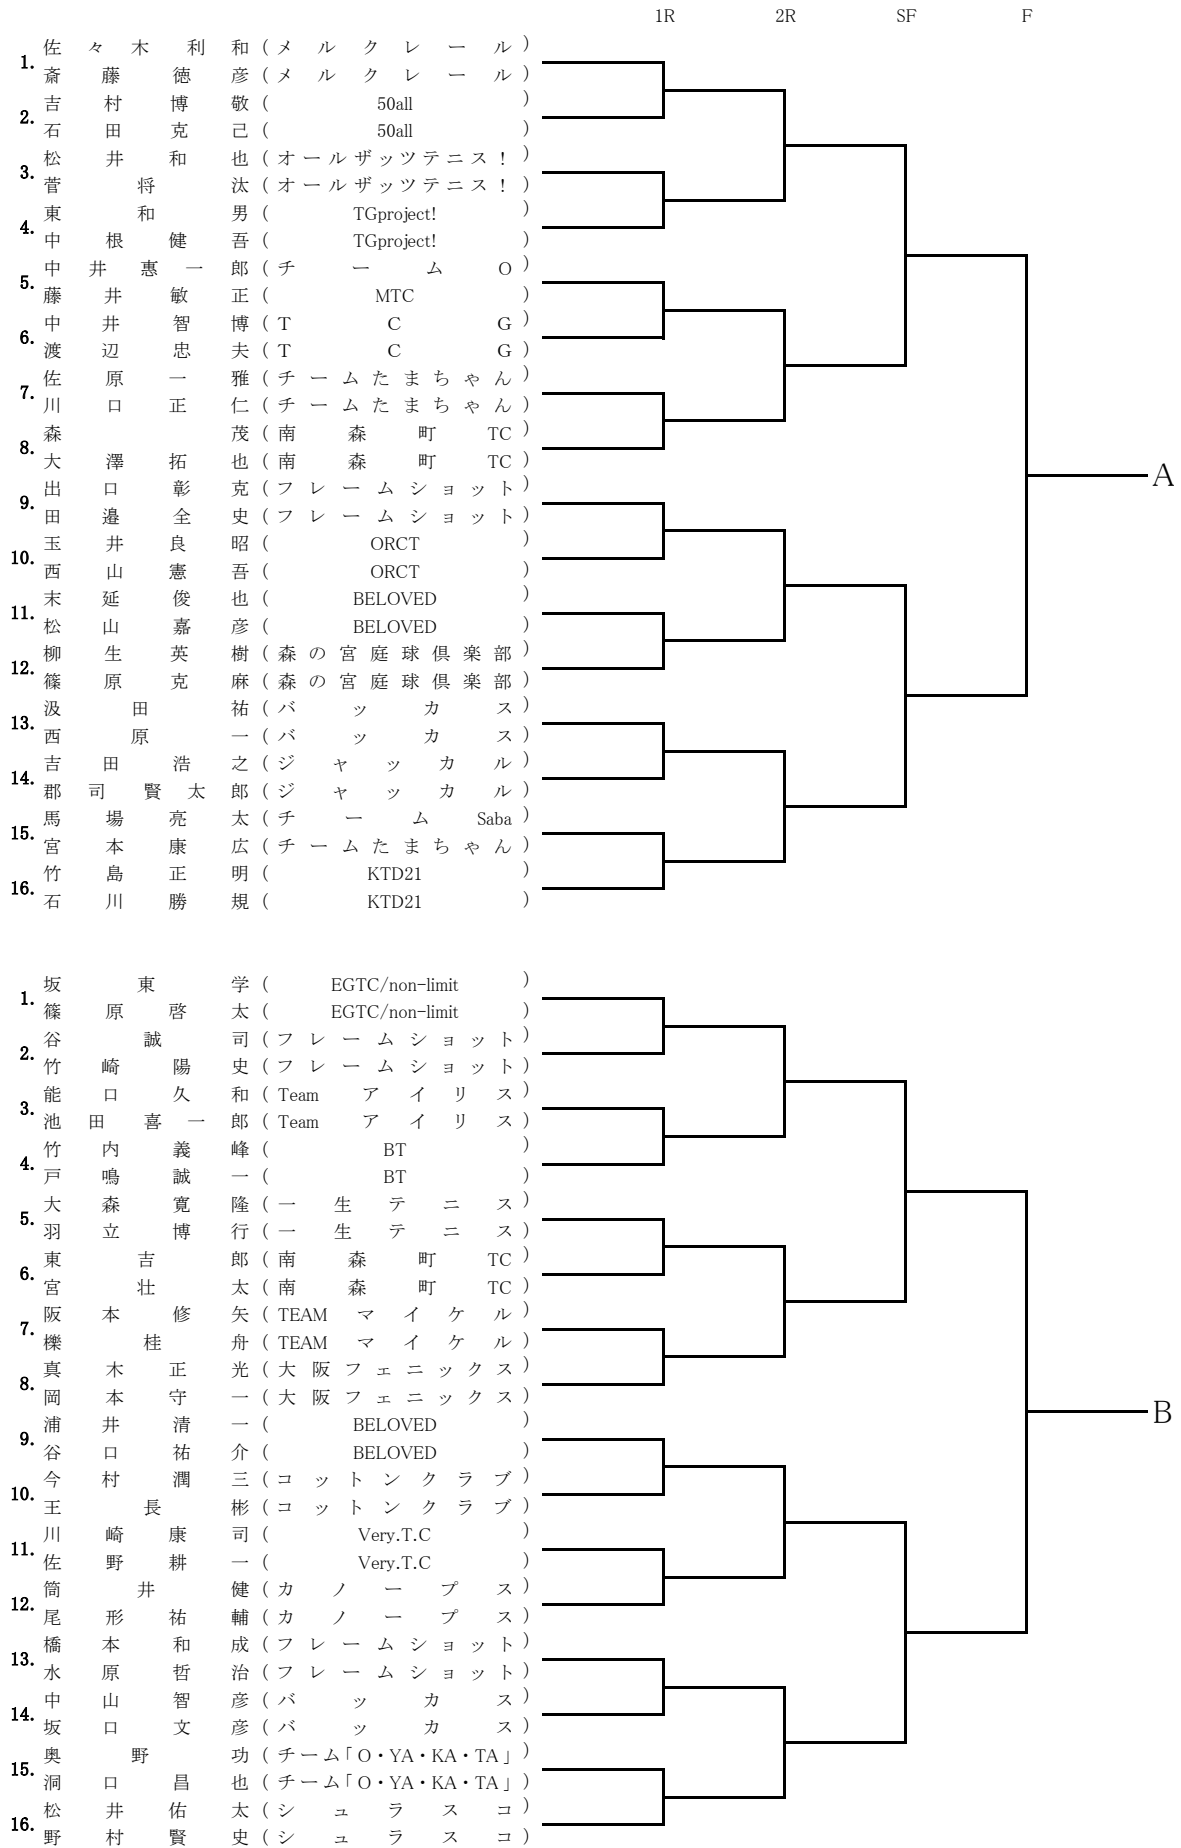 1R 2R SF F
佐々木利和(メルクレール)
1.
斎藤徳彦(メルクレール)
吉村博敬(50all)
2.
石田克己(50all)
松井和也(オールザッツテニス!)
3.
菅将汰(オールザッツテニス!)
東和男(TGproject!)
4.
中根健吾(TGproject!)
中井惠一郎(チームO)
5.
藤井敏正(MTC)
中井智博(TCG)
6.
渡辺忠夫(TCG)
佐原一雅(チームたまちゃん)
7.
川口正仁(チームたまちゃん)
森茂(南森町TC)
8.
大澤拓也(南森町TC)
A
出口彰克(フレームショット)
9.
田邉全史(フレームショット)
玉井良昭(ORCT)
10.
西山憲吾(ORCT)
末延俊也(BELOVED)
11.
松山嘉彦(BELOVED)
柳生英樹(森の宮庭球倶楽部)
12.
篠原克麻(森の宮庭球倶楽部)
汲田祐(バッカス)
13.
西原一(バッカス)
吉田浩之(ジャッカル)
14.
郡司賢太郎(ジャッカル)
馬場亮太(チームSaba)
15.
宮本康広(チームたまちゃん)
竹島正明(KTD21)
16.
石川勝規(KTD21)
坂東学(EGTC/non-limit)
1.
篠原啓太(EGTC/non-limit)
谷誠司(フレームショット)
2.
竹崎陽史(フレームショット)
能口久和(Teamアイリス)
3.
池田喜一郎(Teamアイリス)
竹内義峰(BT)
4.
戸鳴誠一(BT)
大森寛隆(一生テニス)
5.
羽立博行(一生テニス)
東吉郎(南森町TC)
6.
宮壮太(南森町TC)
阪本修矢(TEAMマイケル)
7.
櫟桂舟(TEAMマイケル)
真木正光(大阪フェニックス)
8.
岡本守一(大阪フェニックス)
B
浦井清一(BELOVED)
9.
谷口祐介(BELOVED)
今村潤三(コットンクラブ)
10.
王長彬(コットンクラブ)
川崎康司(Very.T.C)
11.
佐野耕一(Very.T.C)
筒井健(カノープス)
12.
尾形祐輔(カノープス)
橋本和成(フレームショット)
13.
水原哲治(フレームショット)
中山智彦(バッカス)
14.
坂口文彦(バッカス)
奥野功(チーム「O・YA・KA・TA」)
15.
洞口昌也(チーム「O・YA・KA・TA」)
松井佑太(シュラスコ)
16.
野村賢史(シュラスコ)